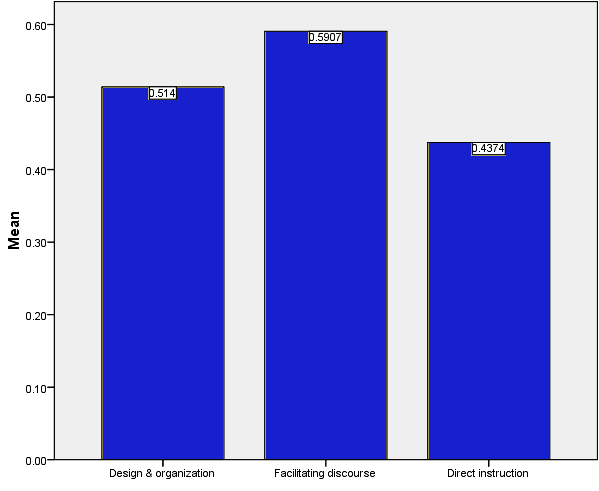 0.60
0.50
0.40
0.30
0.20
0.10
0.00
Mean
0.514
0.5907
0.4374
Design & organization
Facilitating discourse
Direct instruction